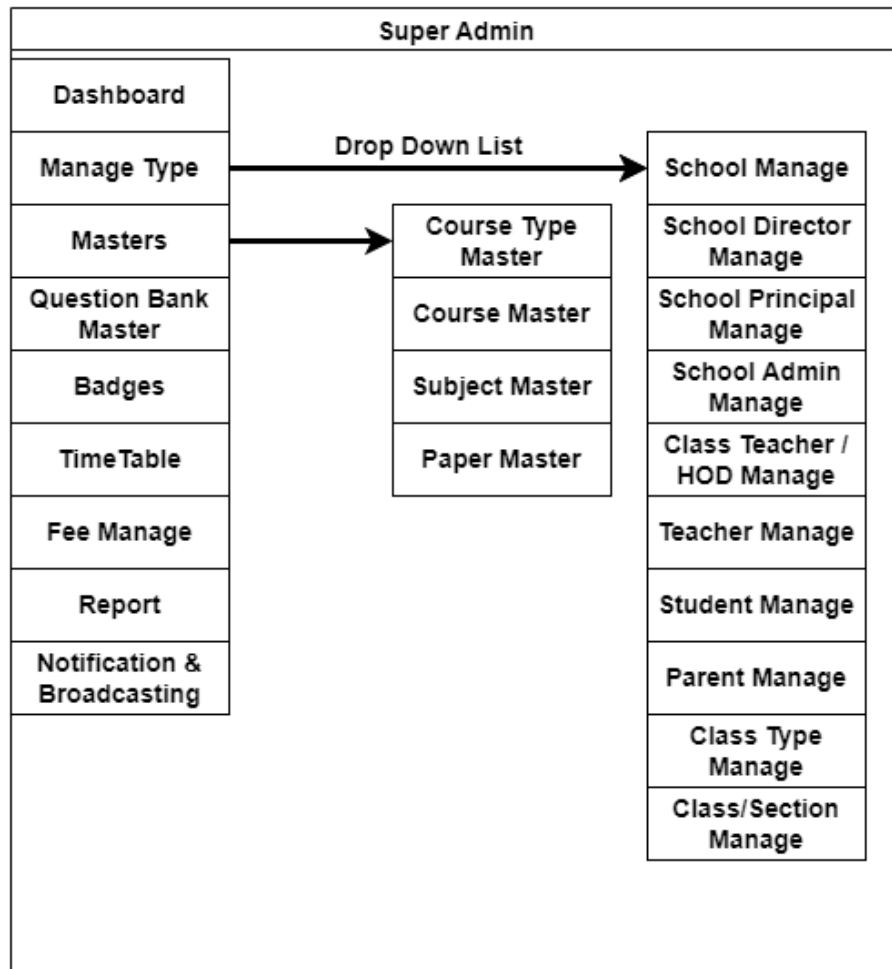 Super Admin
Dashboard
Manage Type
Masters
Question Bank
Master
Badges
TimeTable
Fee Manage
Report
Notification &
Broadcasting
Drop Down List
Course Type
Master
Course Master
Subject Master
Paper Master
School Manage
School Director
Manage
School Principal
Manage
School Admin
Manage
Class Teacher /
HOD Manage
Teacher Manage
Student Manage
Parent Manage
Class Type
Manage
Class/Section
Manage